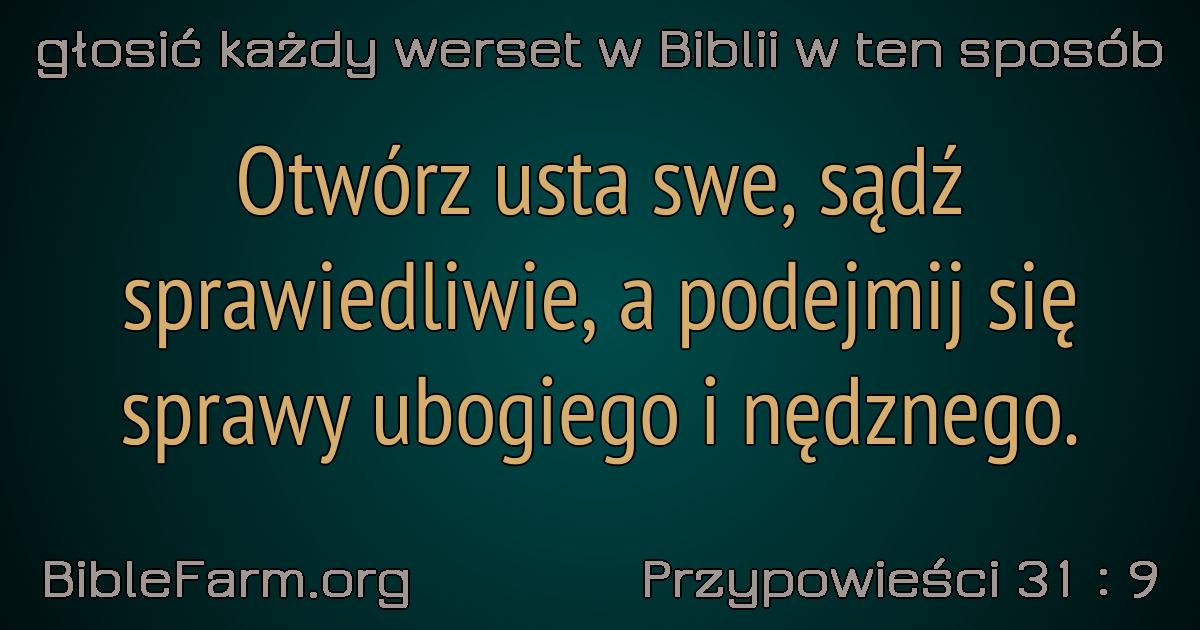 głosić każdy werset w Biblii w ten sposób
Otwórz usta swe, sądź
sprawiedliwie, a podejmij się
sprawy ubogiego i nędznego.
BibleFarm.org
Przypowieści 31 : 9